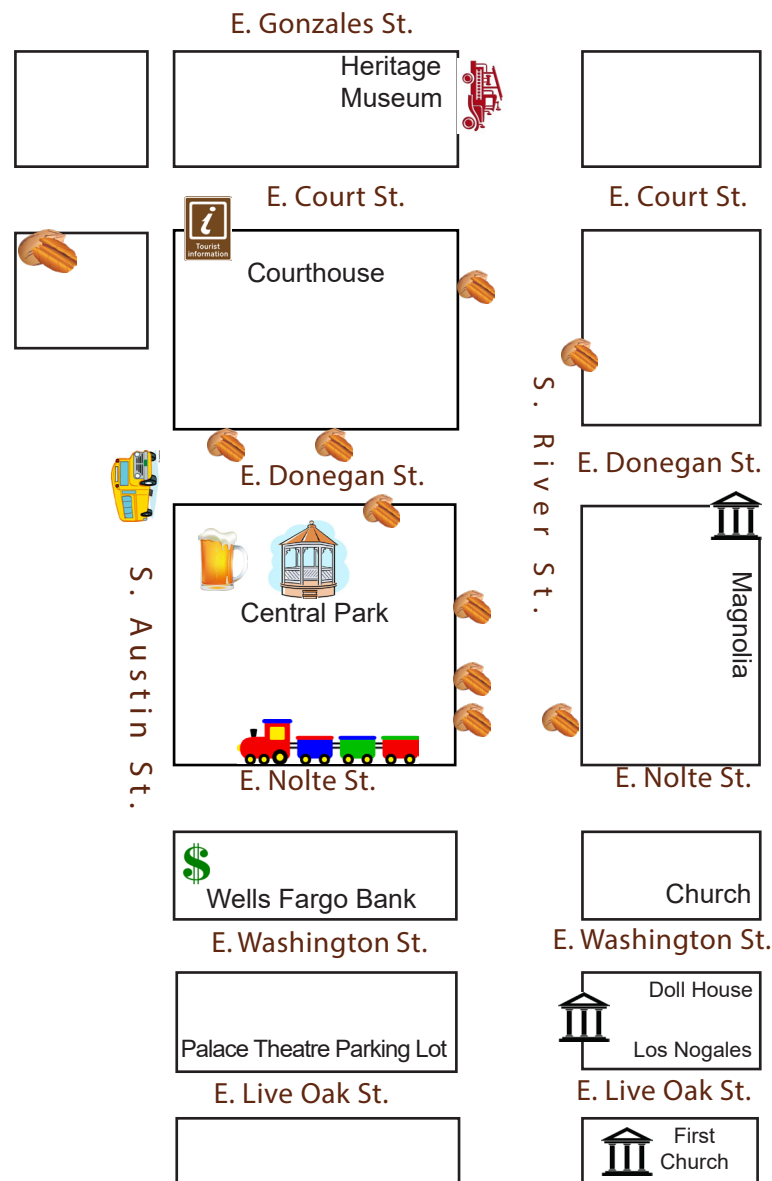 E. Gonzales St.
Heritage
Museum
E. Court St.
E. Court St.
i
Tourist
information
Courthouse
S. River St.
E. Donegan St.
E. Donegan St.
S. Austin St.
Central Park
Magnolia
E. Nolte St.
E. Nolte St.
$
Wells Fargo Bank
Church
E. Washington St.
E. Washington St.
Doll House
Palace Theatre Parking Lot
Los Nogales
E. Live Oak St.
E. Live Oak St.
First
Church